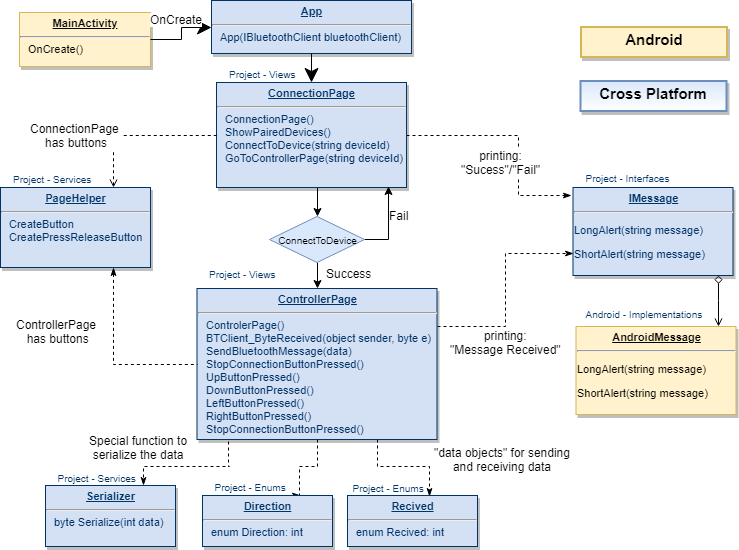 MainActivity
OnCreate()
OnCreate
App
App(IBluetoothClient bluetoothClient)
Android
Cross Platform
Project - Views
ConnectionPage
ConnectionPage()
ShowPairedDevices()
ConnectToDevice(string deviceId)
GoToControllerPage(string deviceId)
ConnectionPage
has buttons
printing:
"Sucess"/"Fail"
Project - Services
PageHelper
CreateButton
CreatePressReleaseButton
Project - Interfaces
IMessage
LongAlert(string message)
ShortAlert(string message)
Fail
ConnectToDevice
Success
Project - Views
ControllerPage
ControlerPage()
BTClient_ByteReceived(object sender, byte e)
SendBluetoothMessage(data)
StopConnectionButtonPressed()
UpButtonPressed()
DownButtonPressed()
LeftButtonPressed()
RightButtonPressed()
StopConnectionButtonPressed()
ControllerPage
has buttons
printing:
"Message Received"
Android - Implementations
AndroidMessage
LongAlert(string message)
ShortAlert(string message)
Special function to
serialize the data
"data objects" for sending
and receiving data
Project - Services
Serializer
byte Serialize(int data)
Project - Enums
Direction
enum Direction: int
Project - Enums
Recived
enum Recived: int